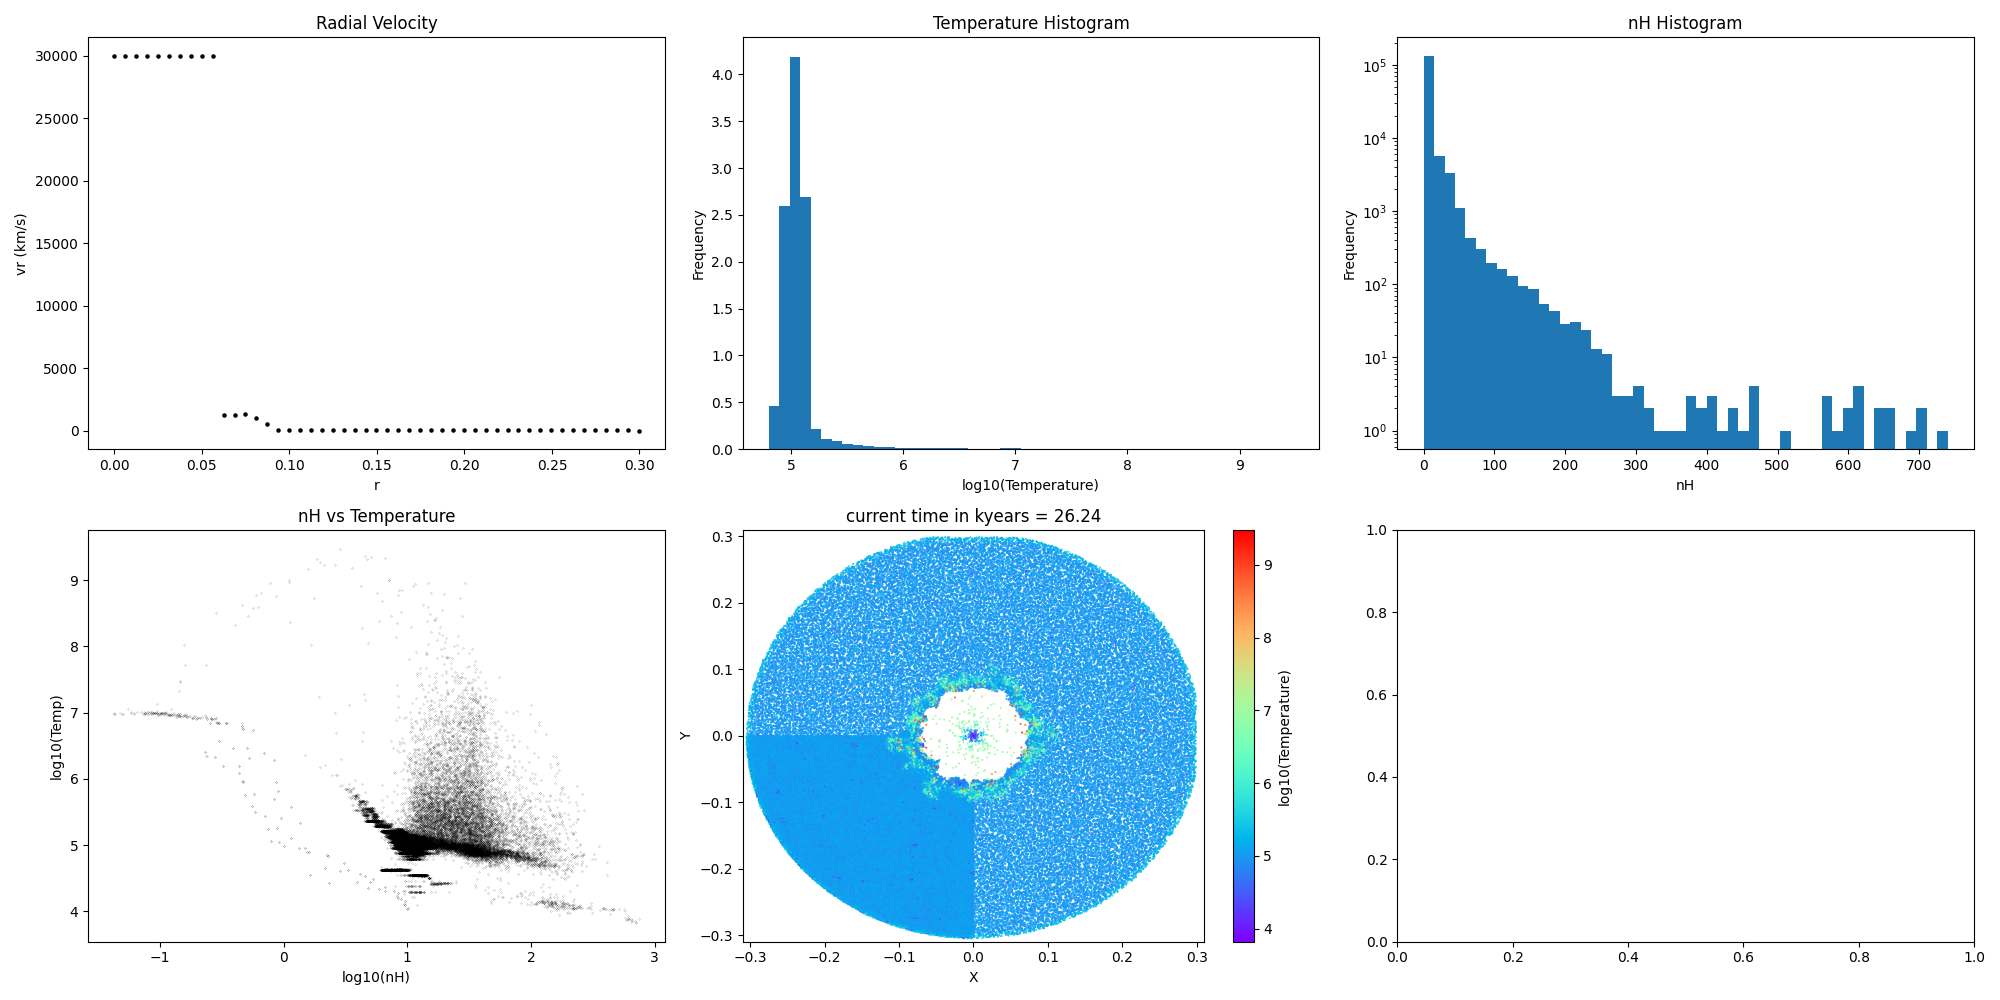 Radial Velocity
30000
25000
20000
15000
10000
5000
0
vr (km/s)
0.00 0.05 0.10 0.15 0.20 0.25 0.30
r
Temperature Histogram
4.0
3.5
3.0
2.5
2.0
1.5
1.0
0.5
0.0
Frequency
5 6 7 8 9
log10(Temperature)
nH Histogram
10^5
10^4
10^3
10^2
10^1
10^0
Frequency
0 100 200 300 400 500 600 700
nH
nH vs Temperature
9
8
7
6
5
4
log10(Temp)
−1 0 1 2 3
log10(nH)
current time in kyears = 26.24
0.3
0.2
0.1
0.0
−0.1
−0.2
−0.3
Y
−0.3 −0.2 −0.1 0.0 0.1 0.2 0.3
X
9
8
7
6
5
4
log10(Temperature)
1.0
0.8
0.6
0.4
0.2
0.0
0.0 0.2 0.4 0.6 0.8 1.0